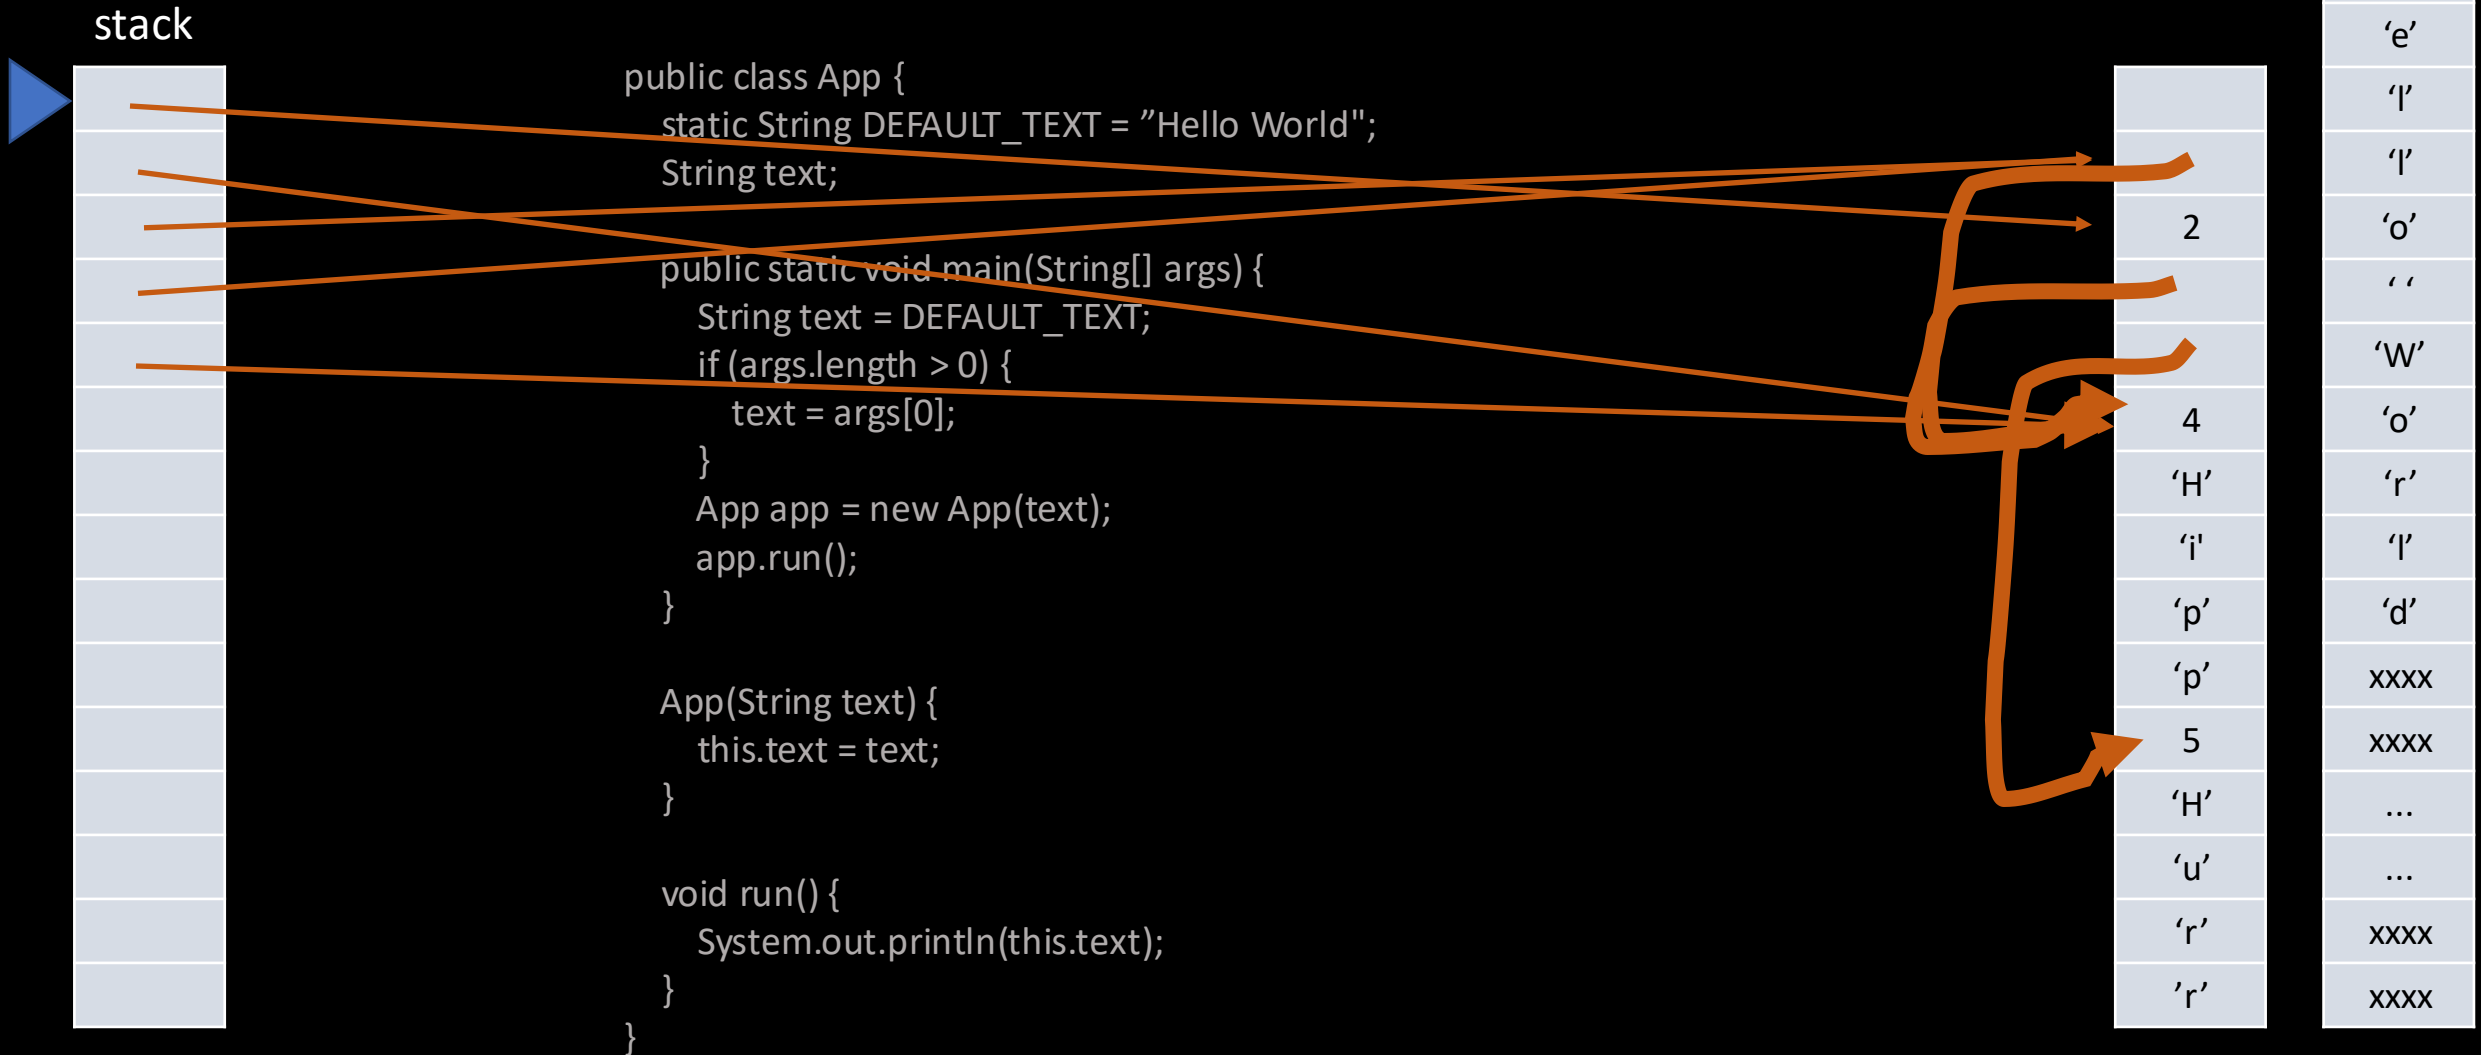 stack
public class App {
static String DEFAULT_TEXT = ”Hello World";
String text;
public static void main(String[] args) {
String text = DEFAULT_TEXT;
if (args.length > 0) {
text = args[0];
}
App app = new App(text);
app.run();
}
App(String text) {
this.text = text;
}
void run() {
System.out.println(this.text);
}
}
2
4
‘H’
‘i'
‘p’
‘p’
5
‘H’
‘u’
‘r’
’r’
‘e’
‘l’
‘l’
‘o’
‘ ‘
‘W’
‘o’
‘r’
‘l’
‘d’
xxxx
xxxx
...
...
xxxx
xxxx